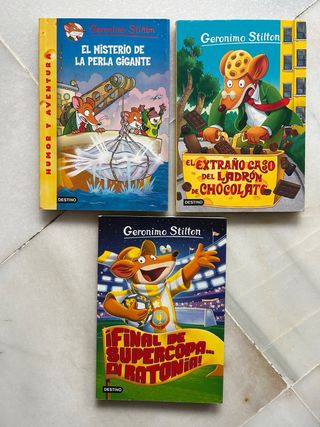 Geronimo Stilton
EL MISTERIO DE
LA PERLA GIGANTE
HUMOR Y AVENTURA
DESTINO
Geronimo Stilton
EL EXTRAÑO CASO
DEL LADRÓN
DE CHOCOLATE
DESTINO
Geronimo Stilton
¡FINAL DE
SUPERCOPA...
EN RATONIA!
DESTINO